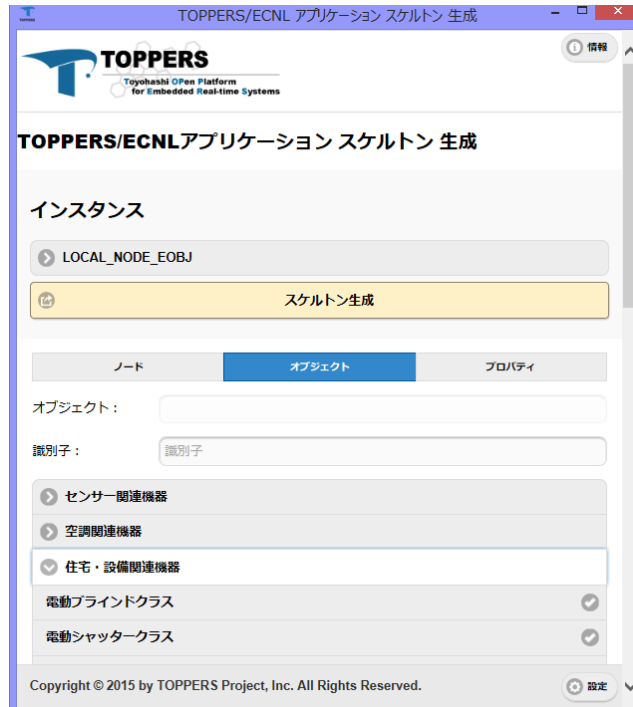 TOPPERS/ECNL アプリケーション スケルトン 生成
TOPPERS
Toyohashi OPen Platform
for Embedded Real-time Systems
情報
TOPPERS/ECNLアプリケーション スケルトン 生成
インスタンス
LOCAL_NODE_EOBJ
スケルトン生成
ノード オブジェクト プロパティ
オブジェクト：
識別子： 識別子
センサー関連機器
空調関連機器
住宅・設備関連機器
電動ブラインドクラス
電動シャッタークラス
Copyright © 2015 by TOPPERS Project, Inc. All Rights Reserved. 設定